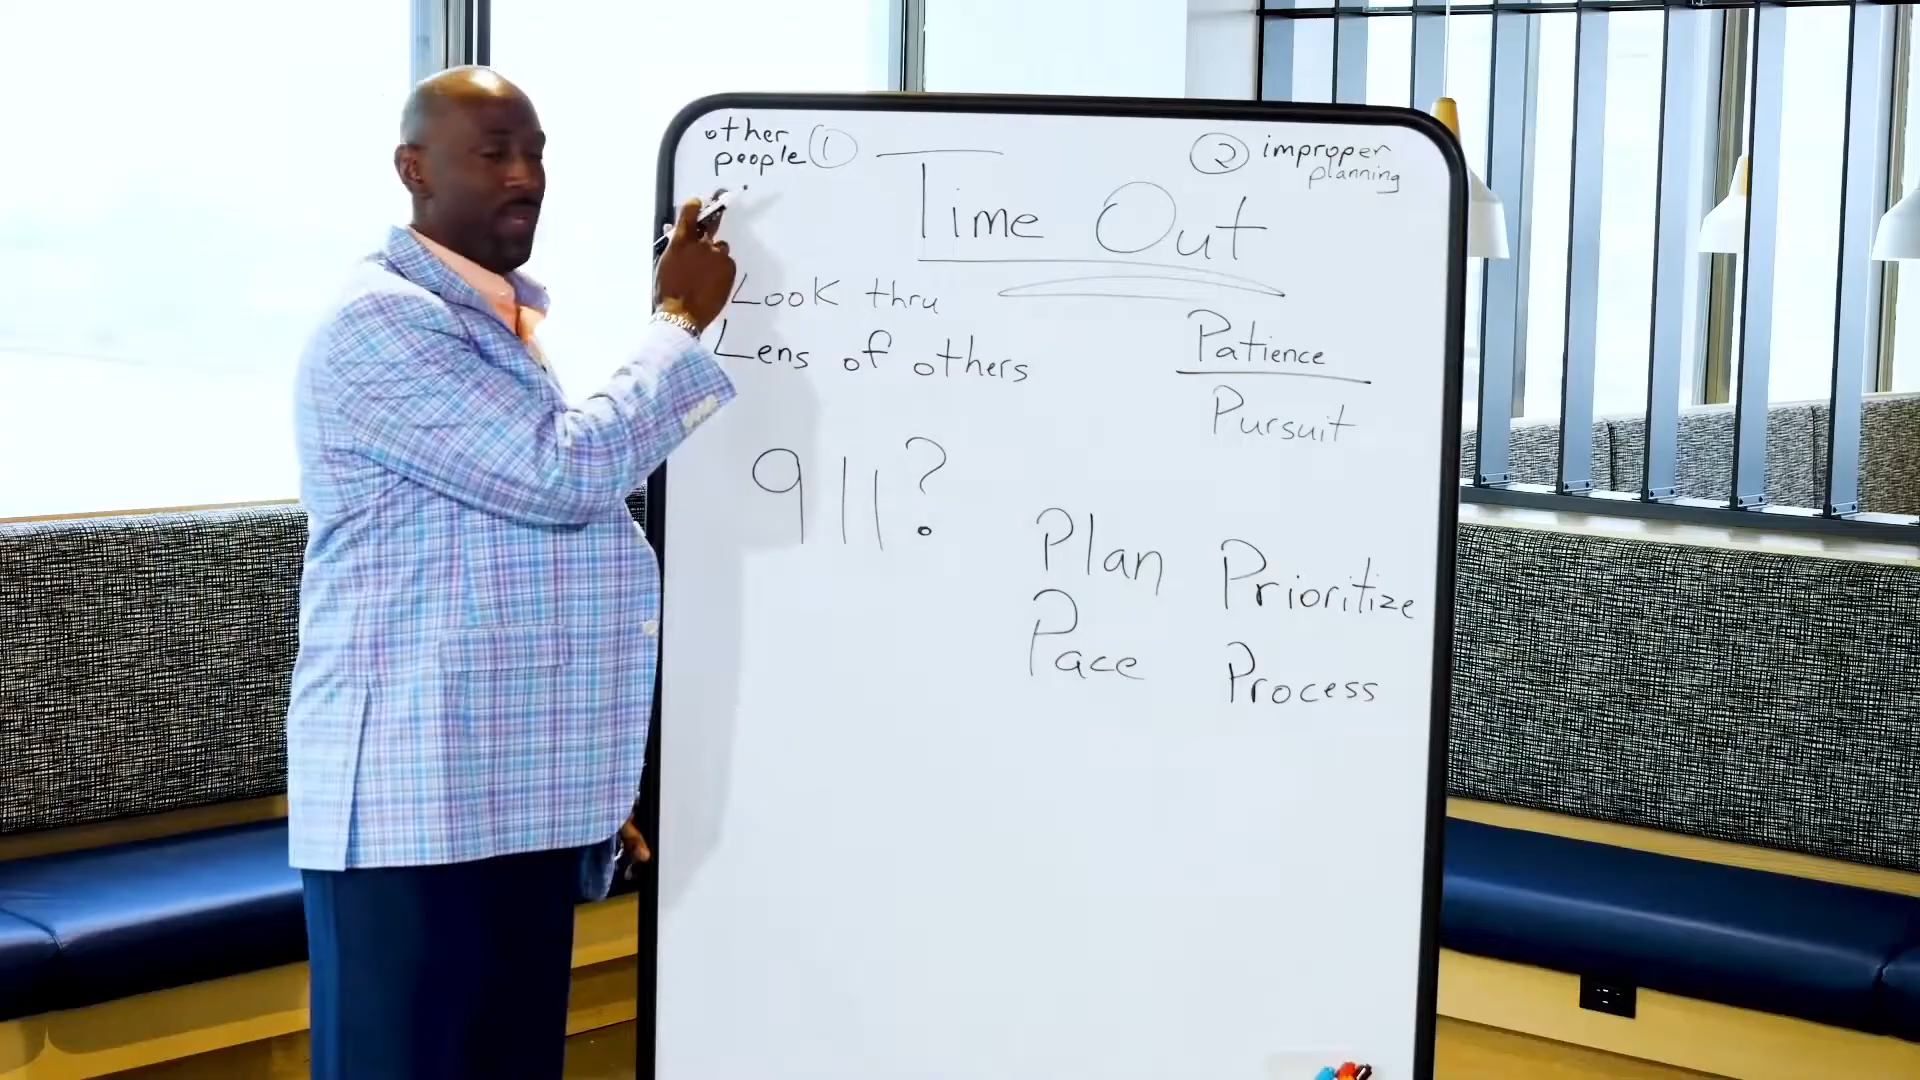 other
people ①
② improper
planning
Time Out
Look thru
Lens of others
Patience
Pursuit
911?
Plan Prioritize
Pace Process